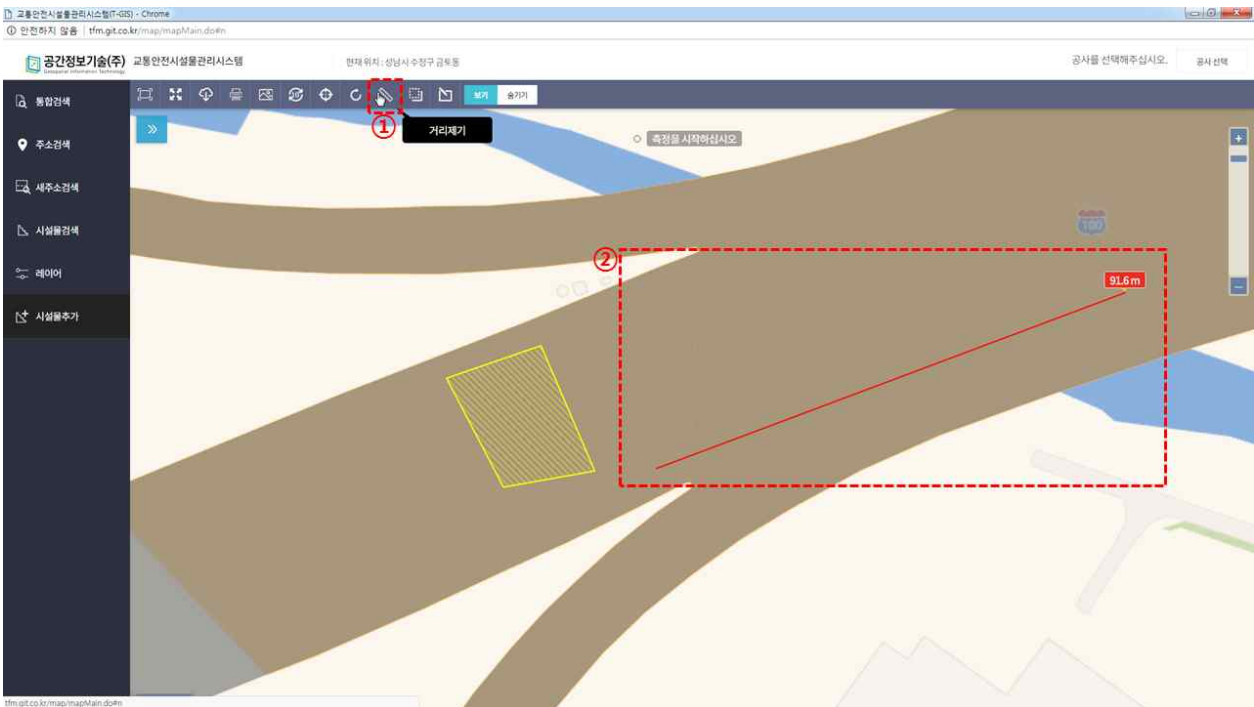 교통안전시설물관리시스템(T-GIS) - Chrome
안전하지 않음 | tfm.git.co.kr/map/mapMain.do#n
공간정보기술(주) 교통안전시설물관리시스템
Geospatial Information Technology
현재 위치 : 성남시 수정구 금토동
공사를 선택해주십시오.
공사 선택
통합검색
주소검색
새주소검색
시설물검색
레이어
시설물추가
보기
숨기기
①
거리재기
측정을 시작하십시오
100
②
91.6 m
tfm.git.co.kr/map/mapMain.do#n